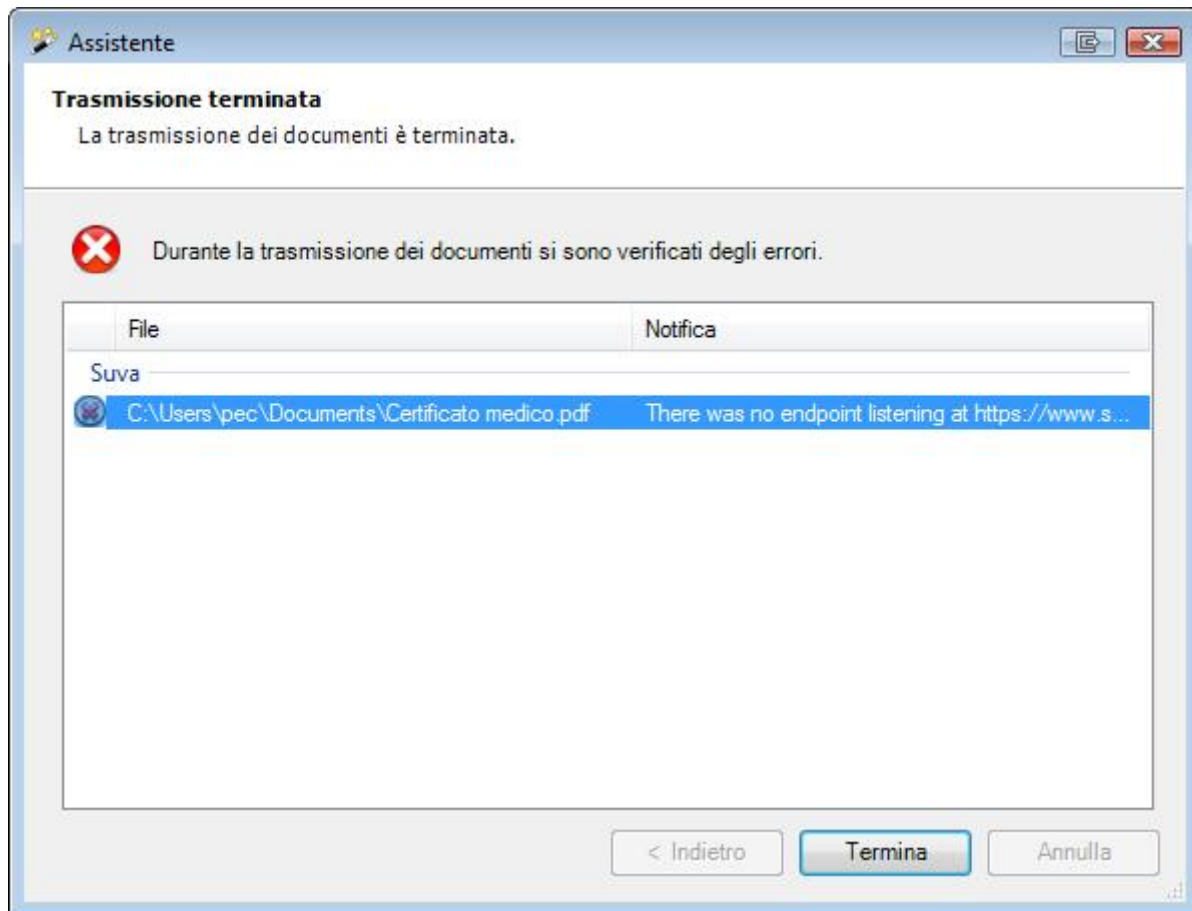 Assistente
Trasmissione terminata
La trasmissione dei documenti è terminata.
Durante la trasmissione dei documenti si sono verificati degli errori.
File Notifica
Suva
C:\Users\pec\Documents\Certificato medico.pdf There was no endpoint listening at https://www.s...
< Indietro Termina Annulla